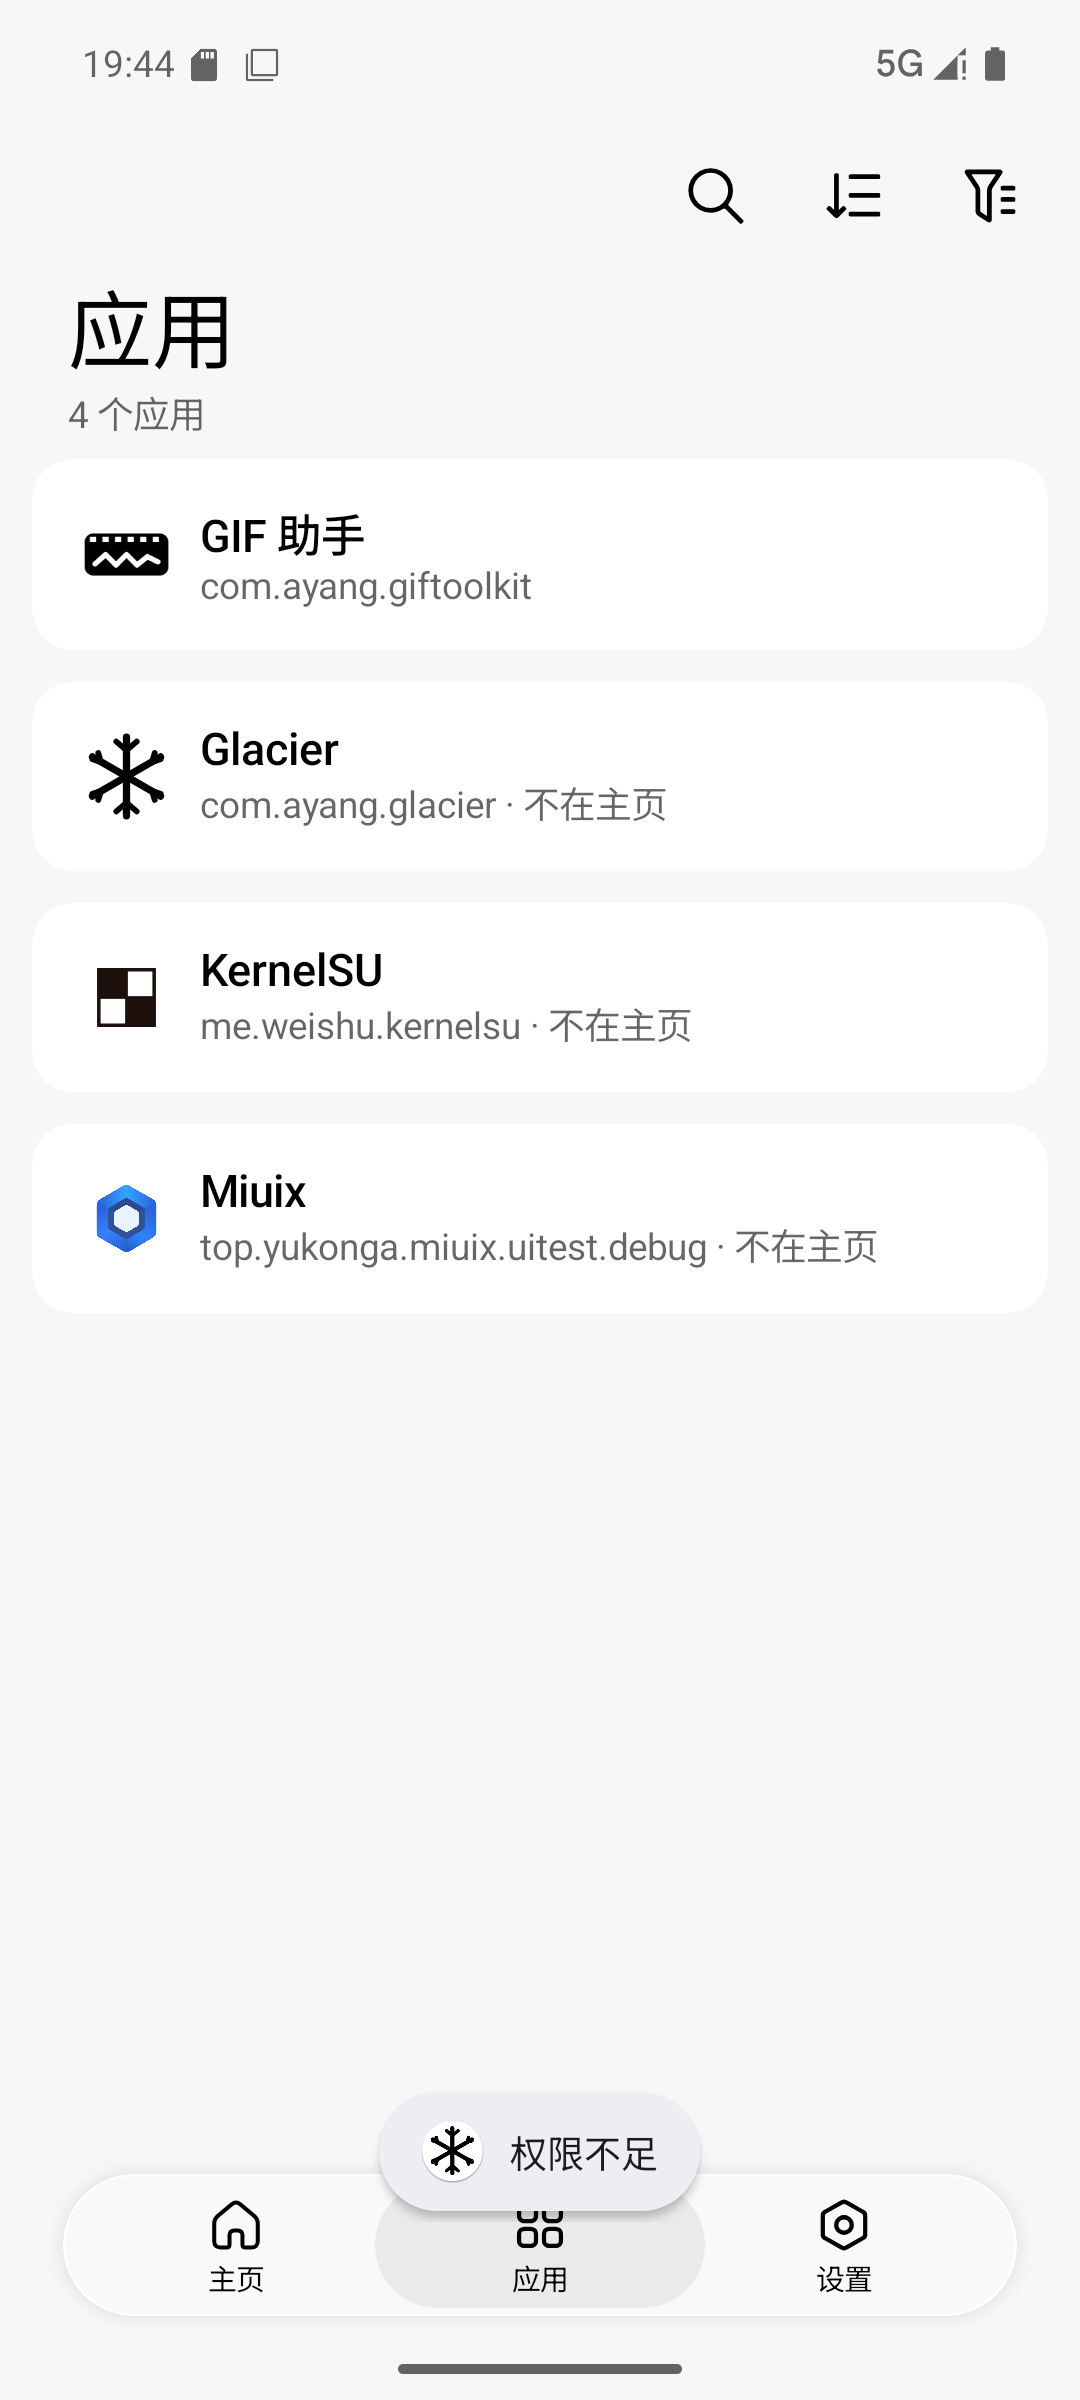 19:44
5G
应用
4 个应用
GIF 助手
com.ayang.giftoolkit
Glacier
com.ayang.glacier · 不在主页
KernelSU
me.weishu.kernelsu · 不在主页
Miuix
top.yukonga.miuix.uitest.debug · 不在主页
权限不足
主页
应用
设置